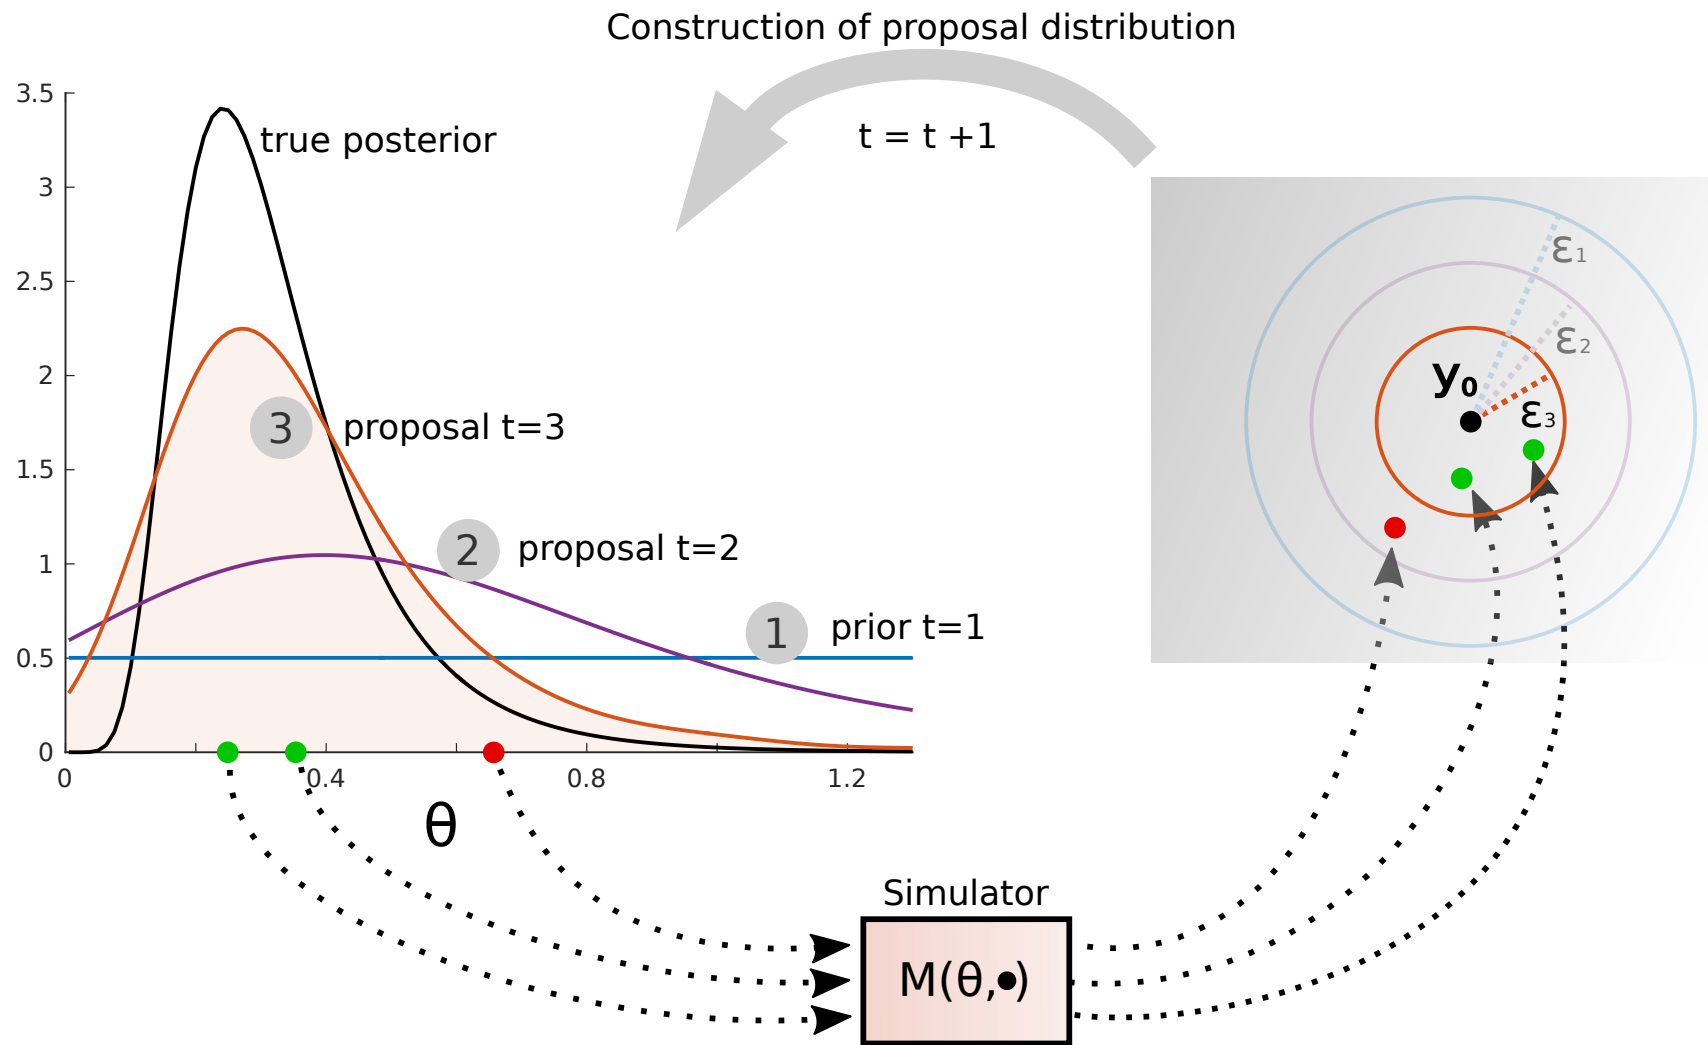 Construction of proposal distribution
t = t +1
3.5
3
2.5
2
1.5
1
0.5
0
0
0.4
0.8
1.2
true posterior
3
proposal t=3
2
proposal t=2
1
prior t=1
θ
ε1
ε2
y0
ε3
Simulator
M(θ,•)